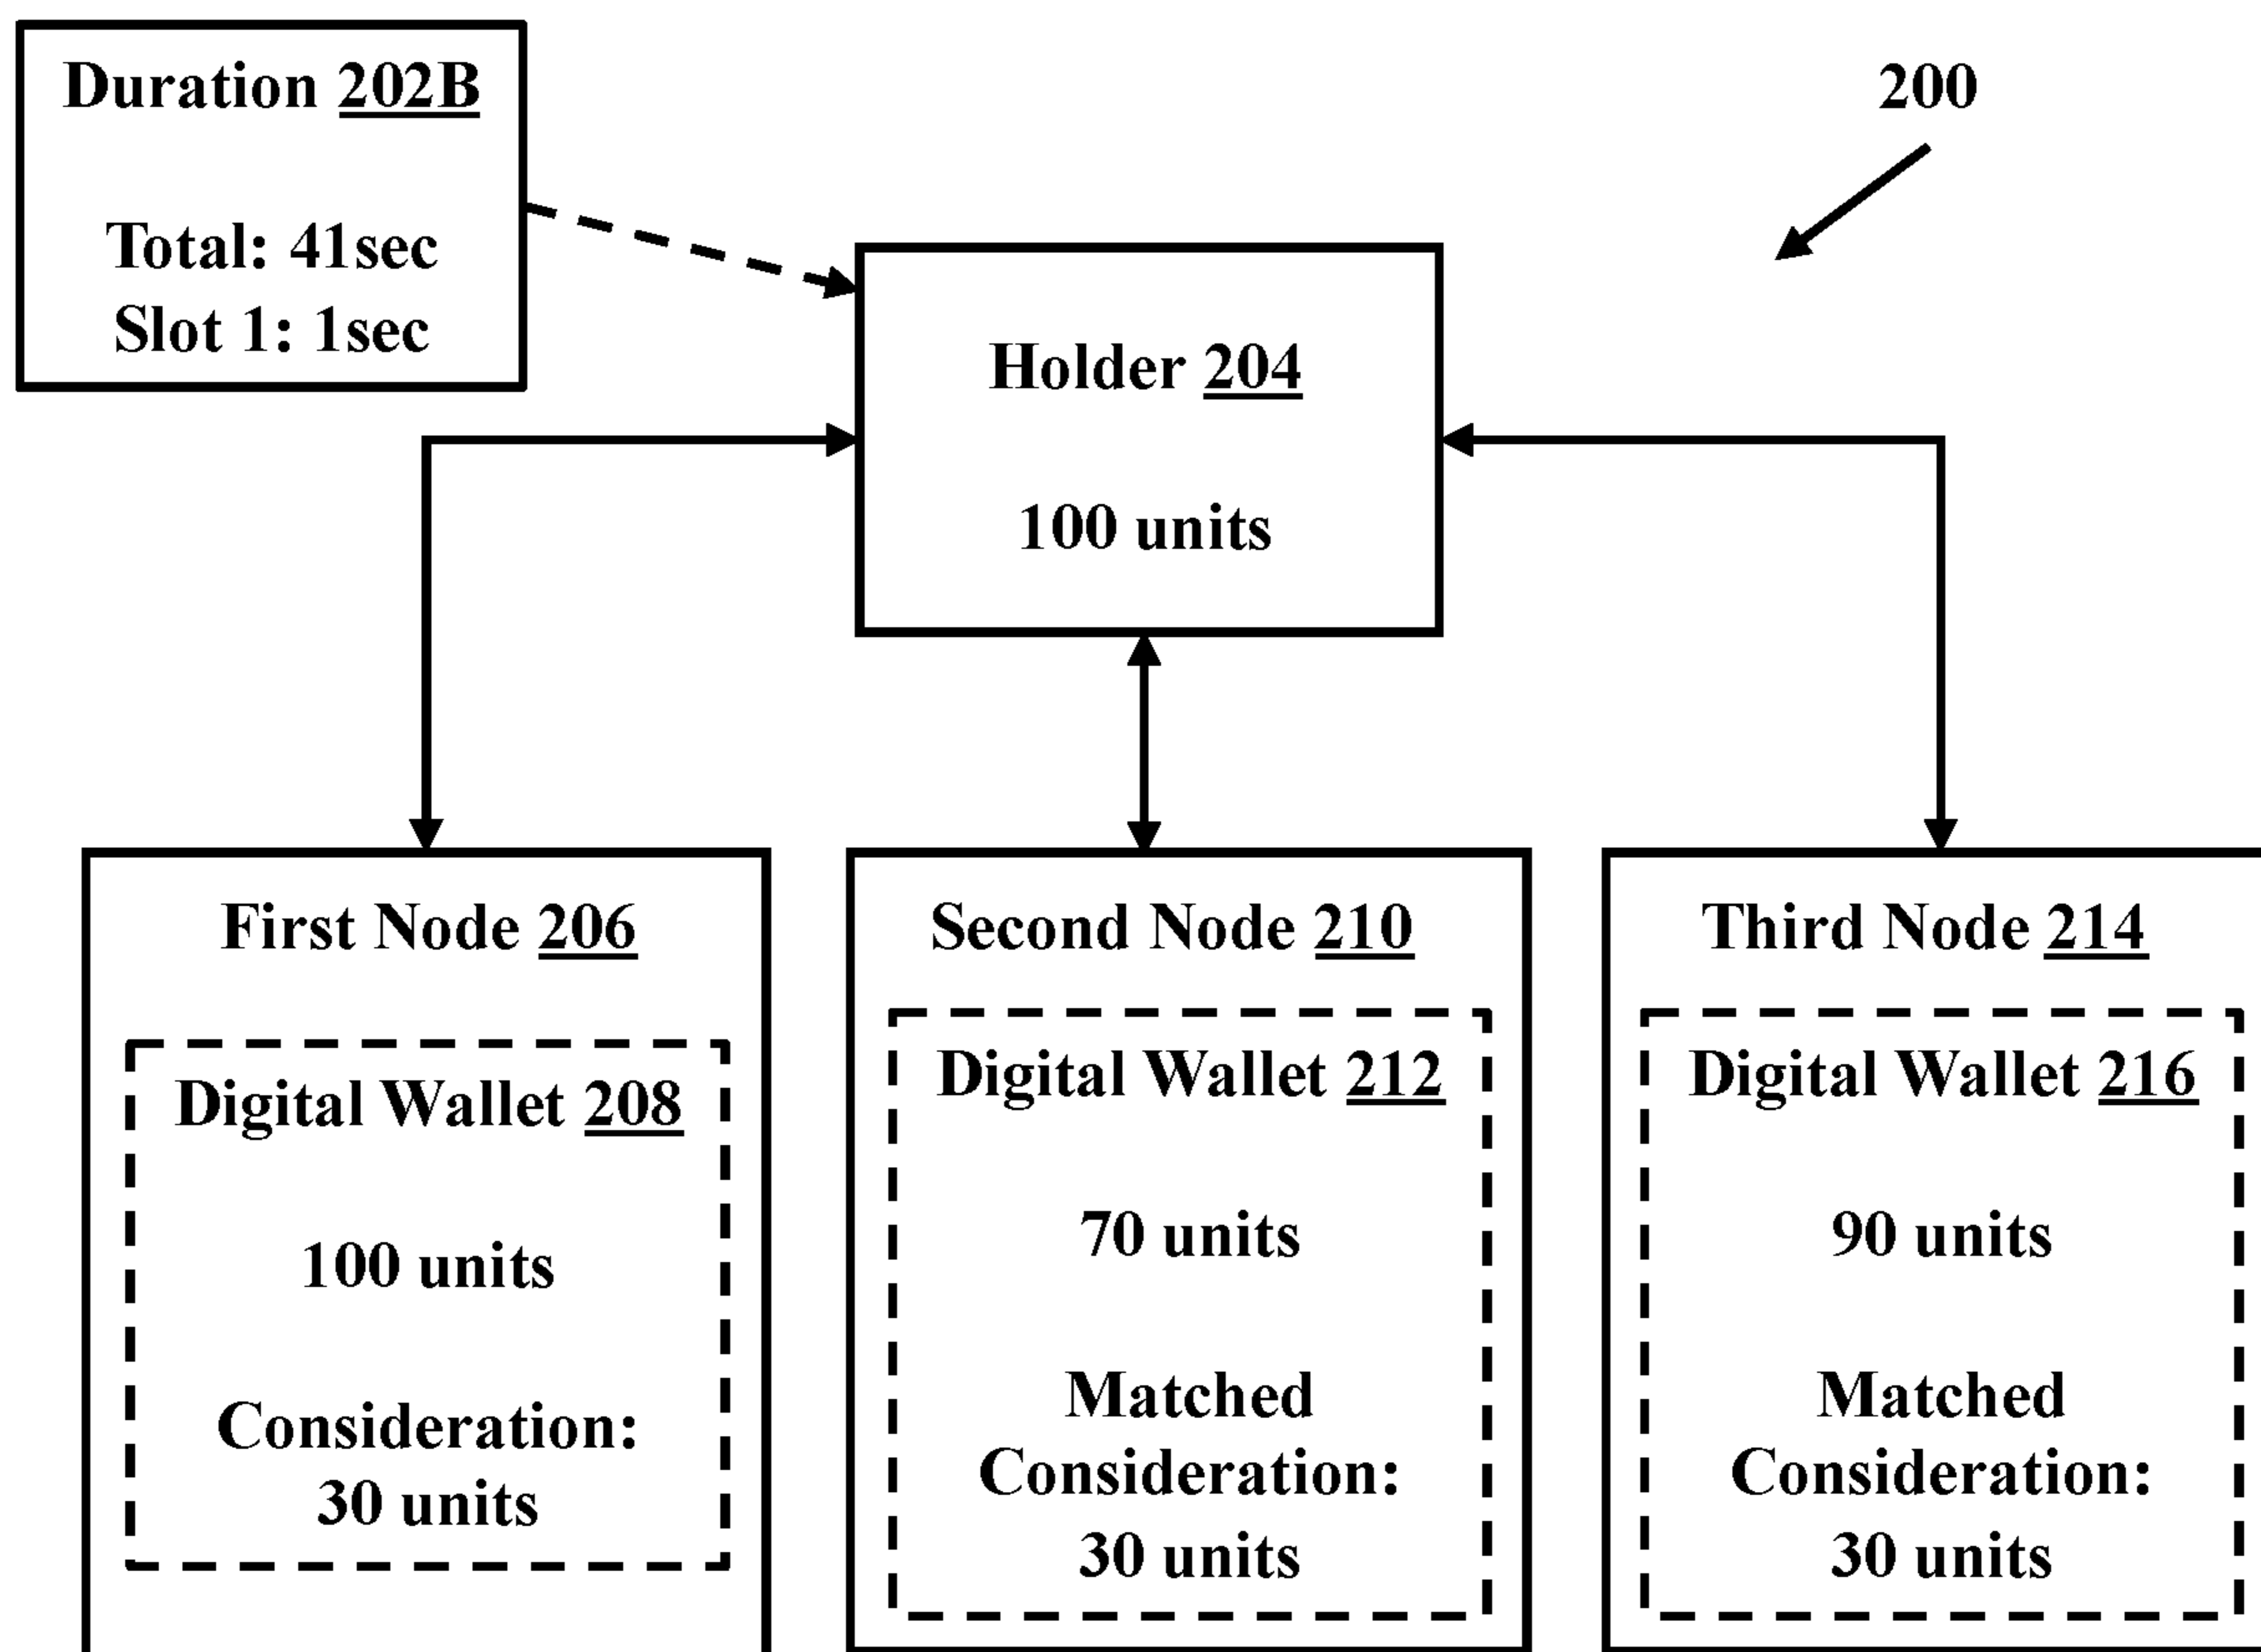 Duration 202B
Total: 41sec
Slot 1: 1sec
200
Holder 204
100 units
First Node 206
Digital Wallet 208
100 units
Consideration:
30 units
Second Node 210
Digital Wallet 212
70 units
Matched
Consideration:
30 units
Third Node 214
Digital Wallet 216
90 units
Matched
Consideration:
30 units